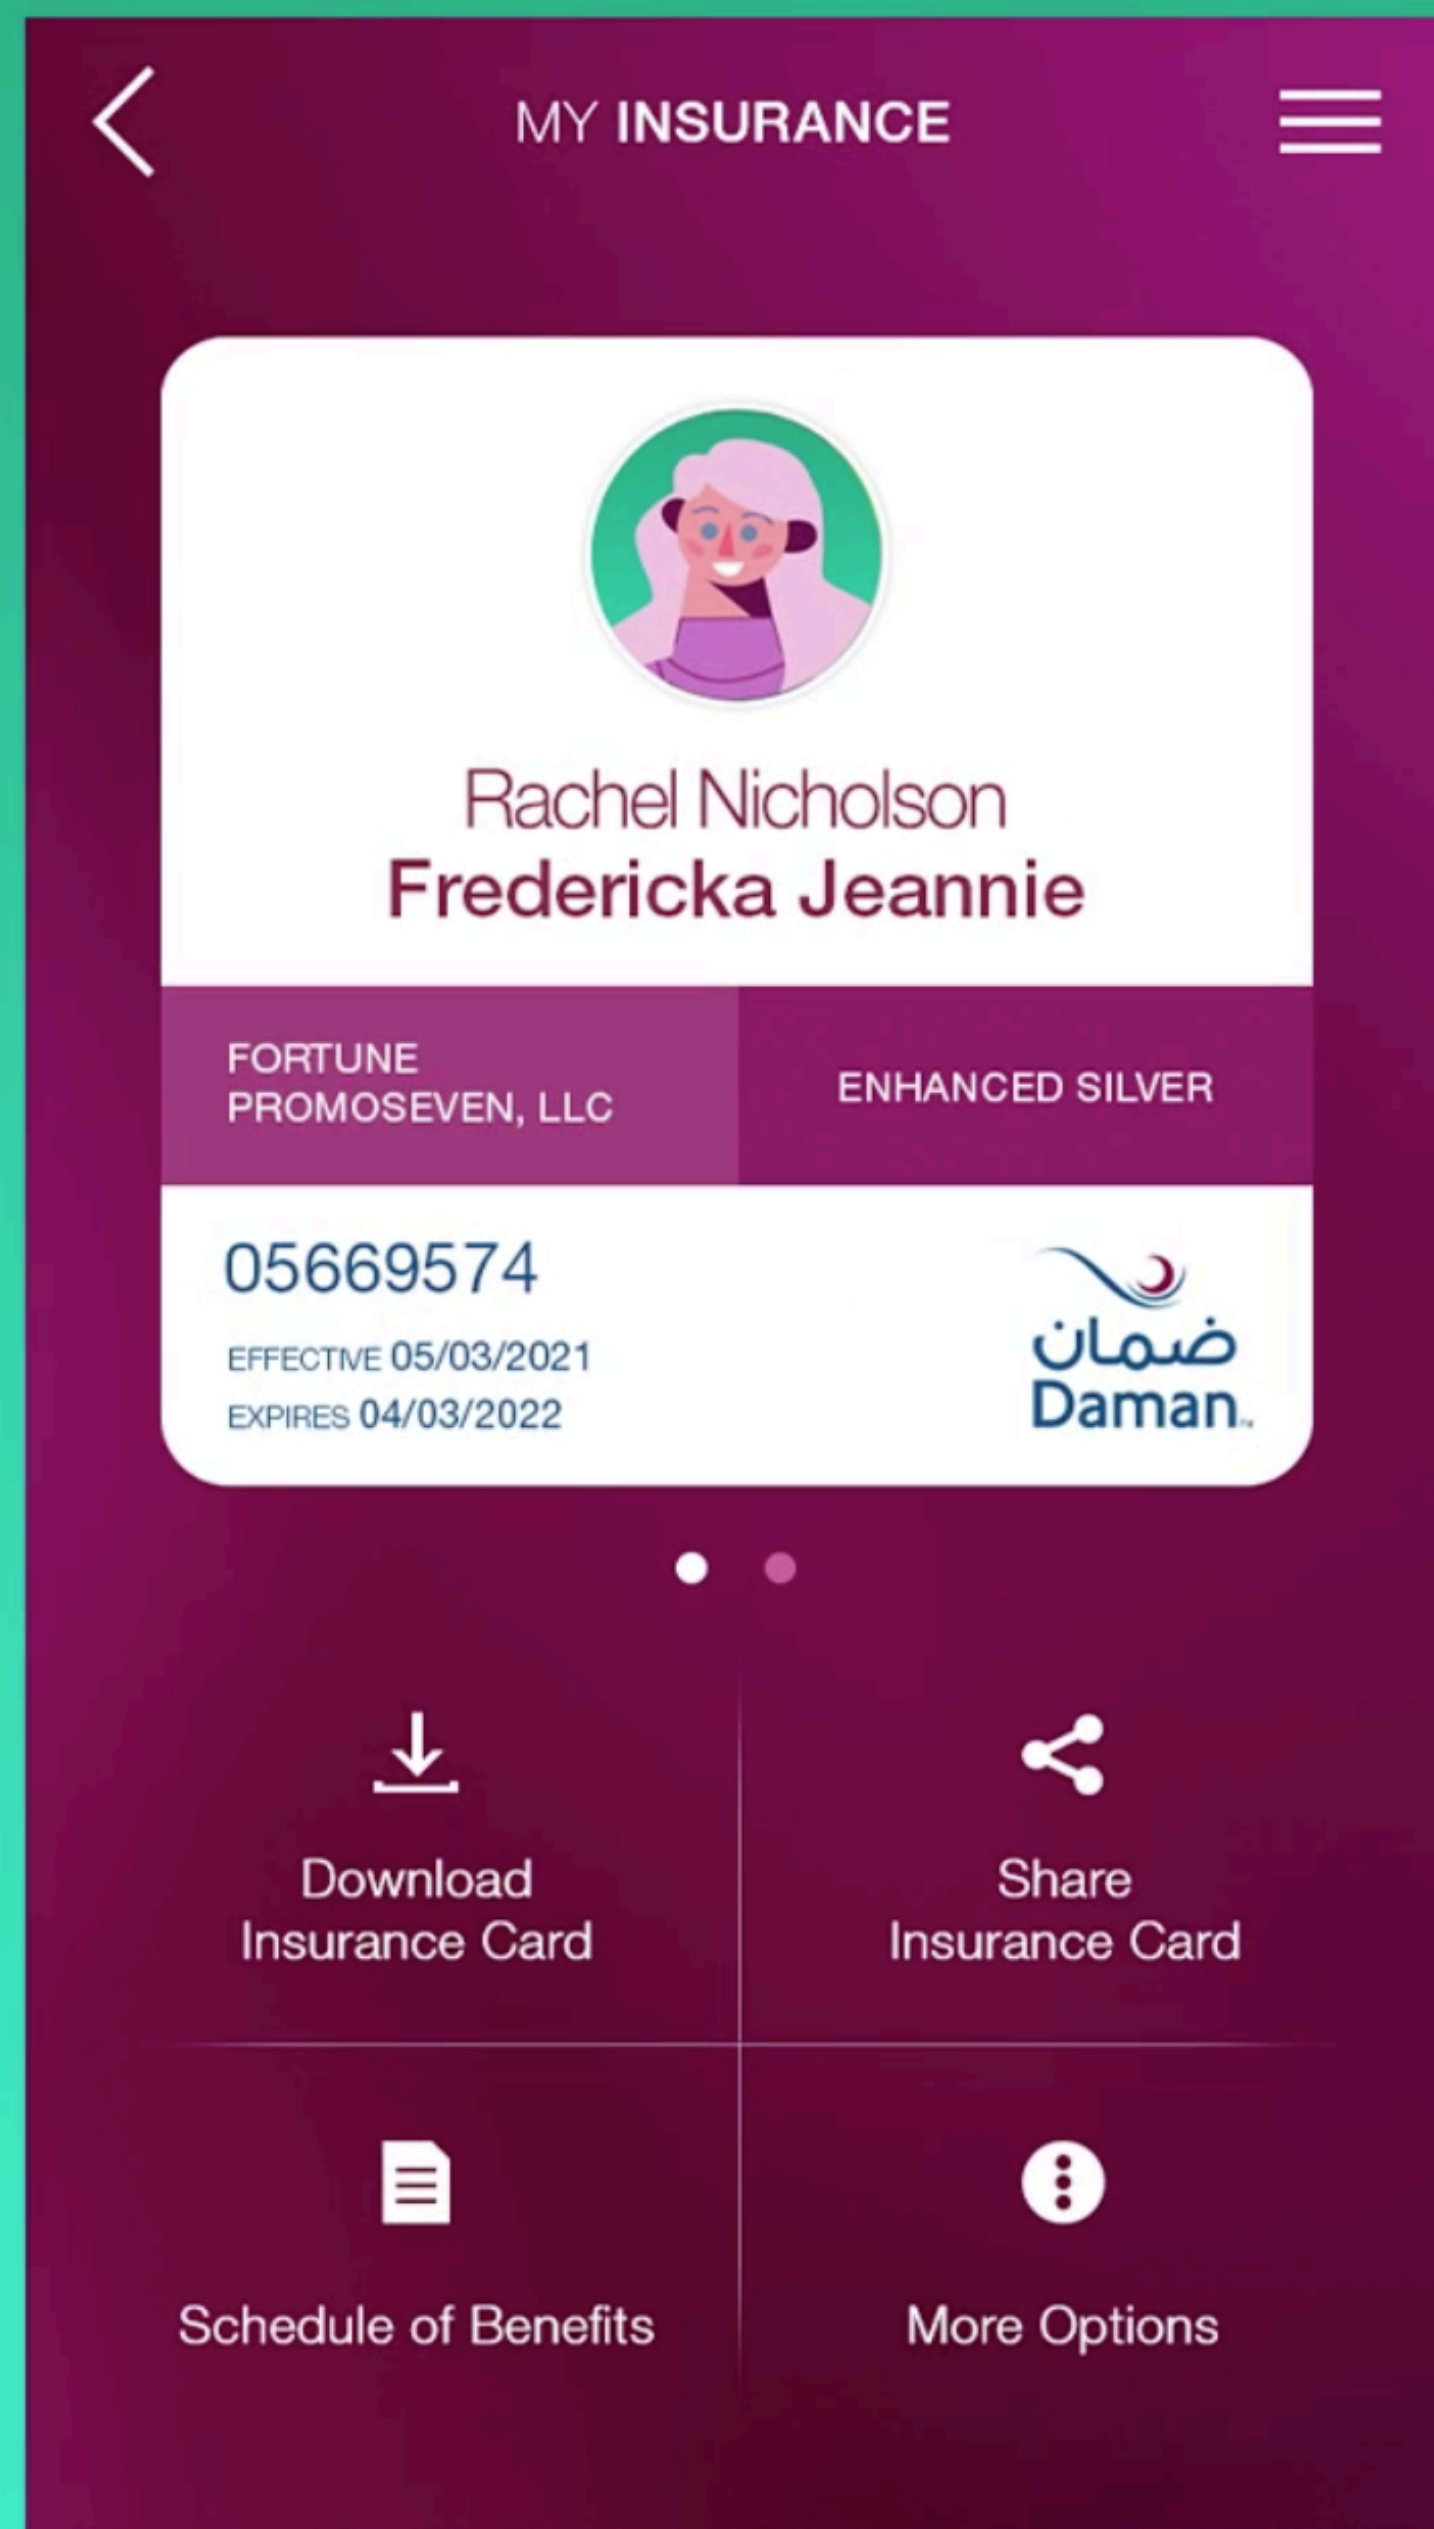 MY INSURANCE
Rachel Nicholson
Fredericka Jeannie
FORTUNE
PROMOSEVEN, LLC
ENHANCED SILVER
05669574
EFFECTIVE 05/03/2021
EXPIRES 04/03/2022
ضمان
Daman
Download
Insurance Card
Share
Insurance Card
Schedule of Benefits
More Options